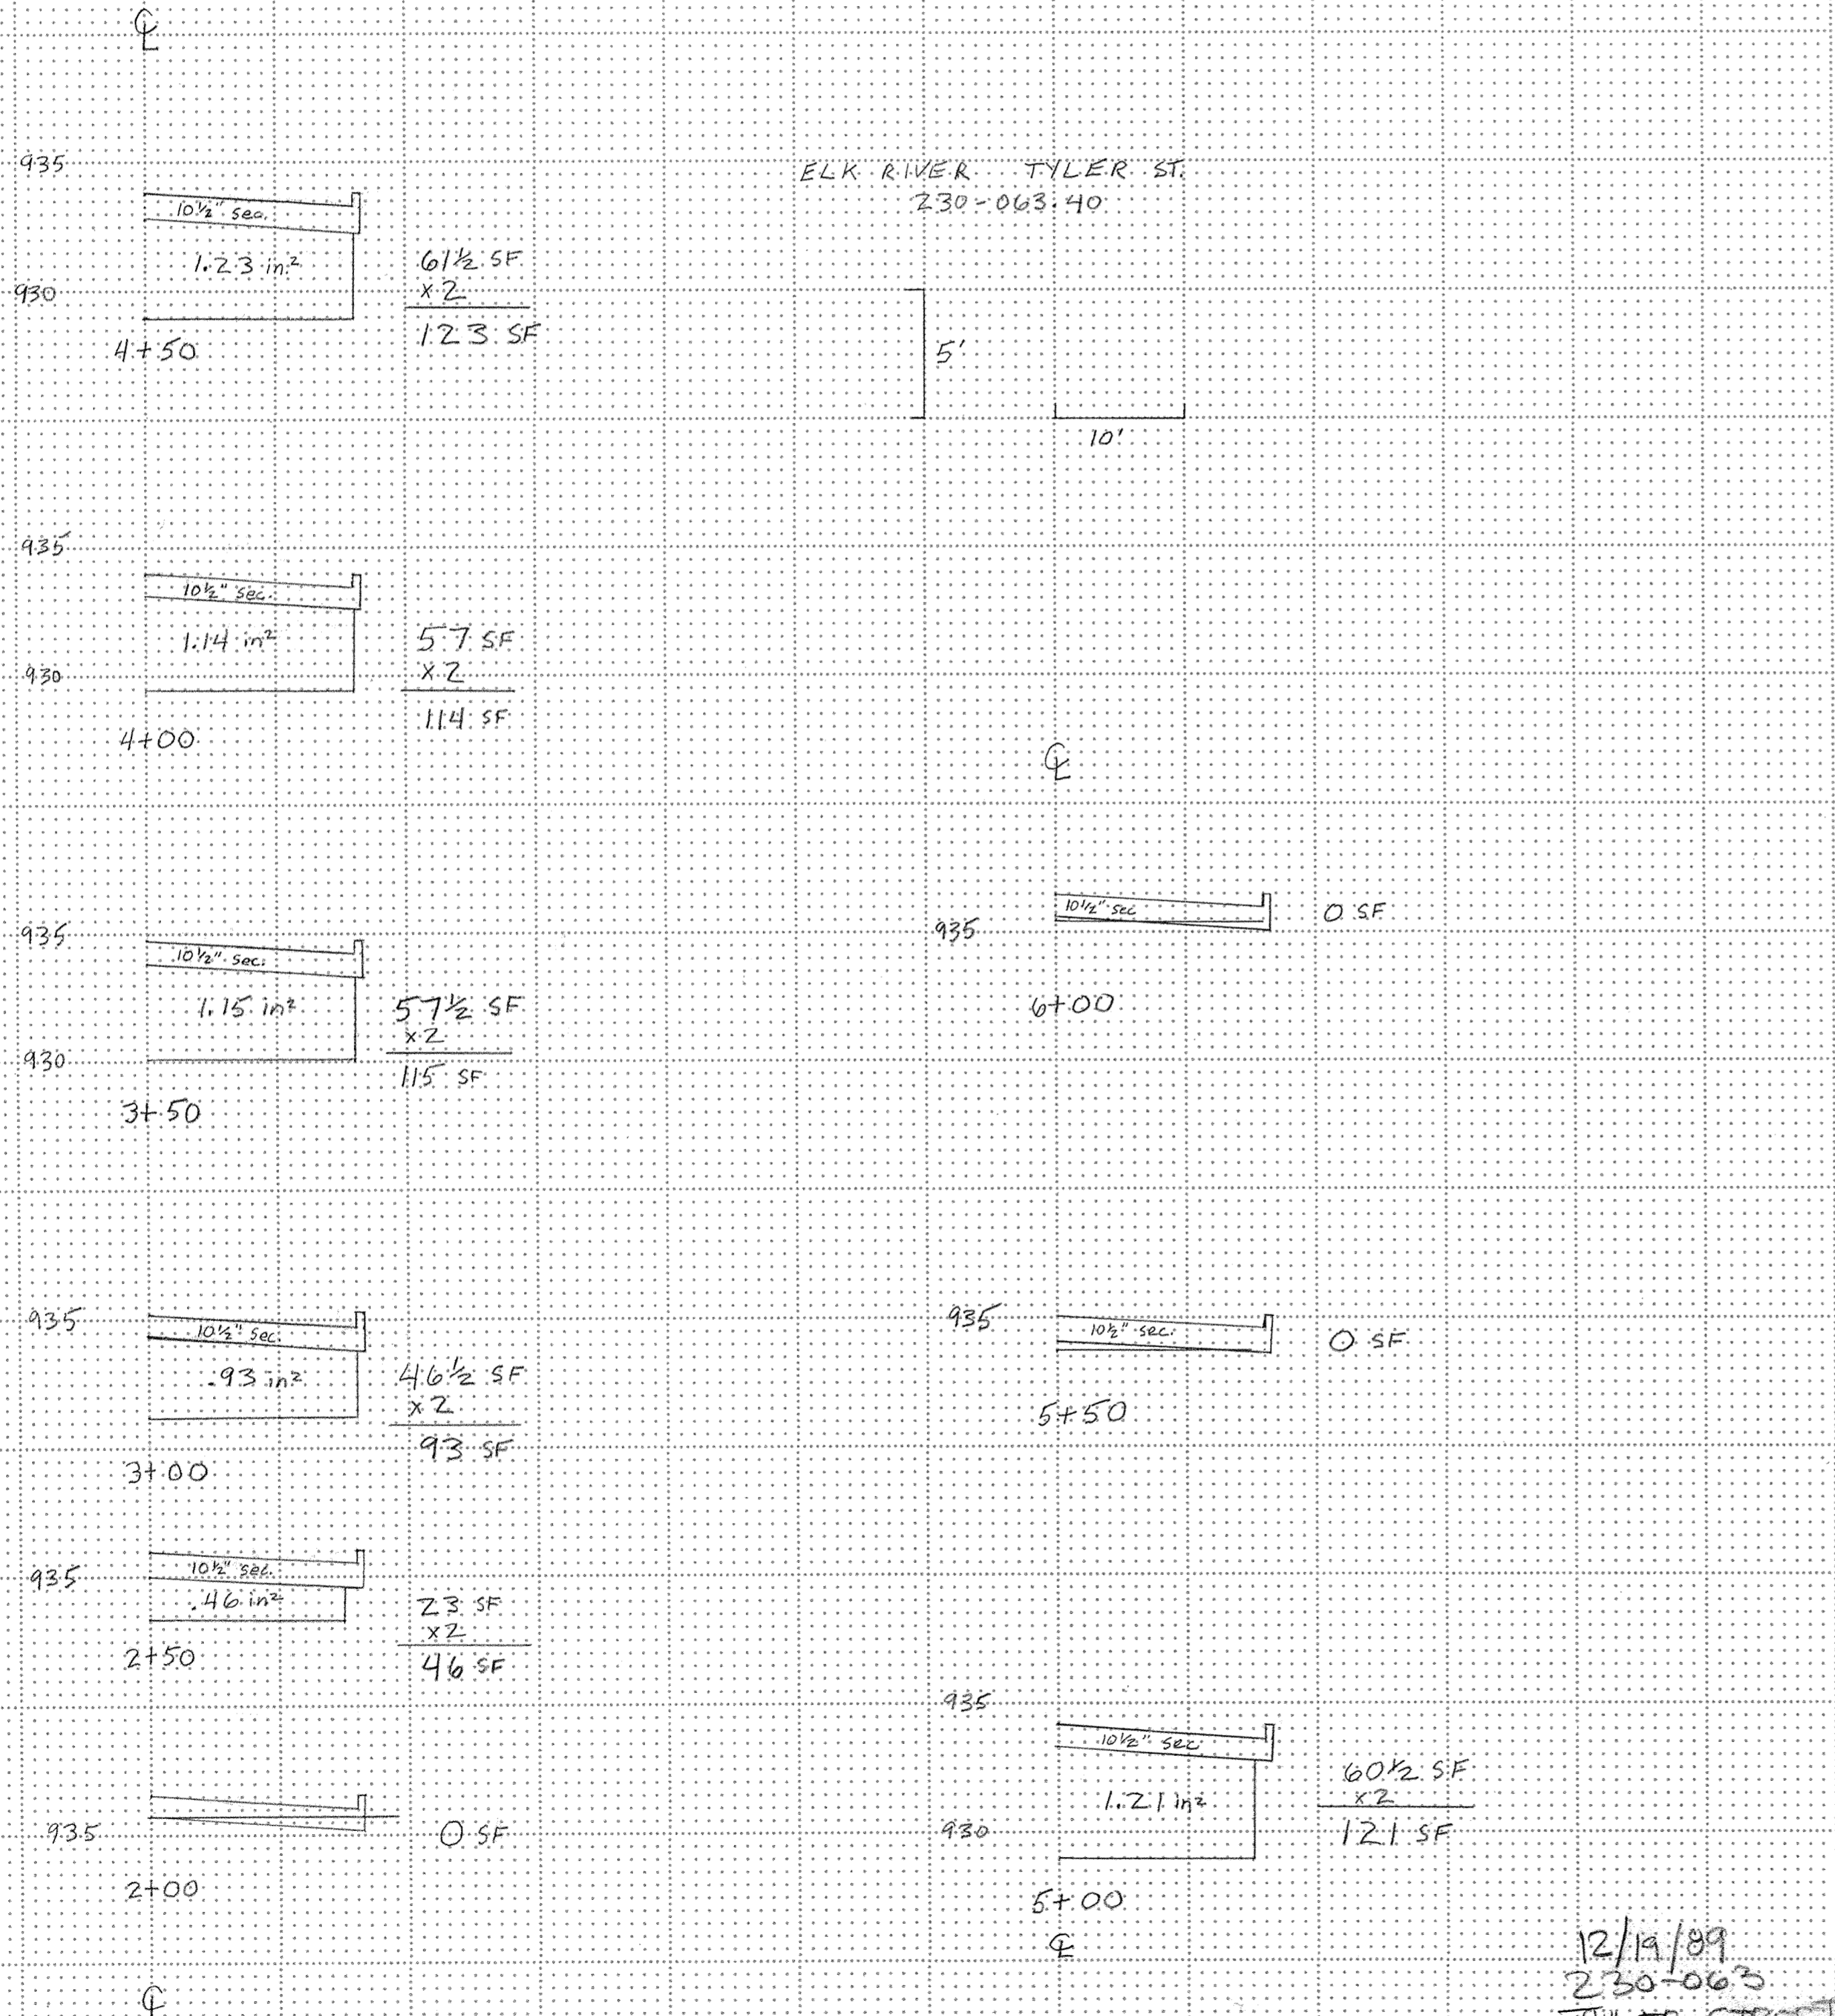 ℄
935
10½" sec.
1.23 in.²
930
4+50
61½ SF
x2
123 SF
ELK RIVER TYLER ST.
230-063.40
5'
10'
935
10½" sec.
1.14 in²
930
4+00
57 SF
x2
114 SF
935
10½" sec.
1.15 in²
930
3+50
57½ SF
x2
115 SF
935
10½" sec.
.93 in²
3+00
46½ SF
x2
93 SF
935
10½" sec.
.46 in²
2+50
23 SF
x2
46 SF
935
0 SF
2+00
℄
℄
935
10½" sec
0 SF
6+00
935
10½" sec.
0 SF
5+50
935
10½" sec
1.21 in²
930
5+00
℄
60½ SF
x2
121 SF
12/19/89
230-063